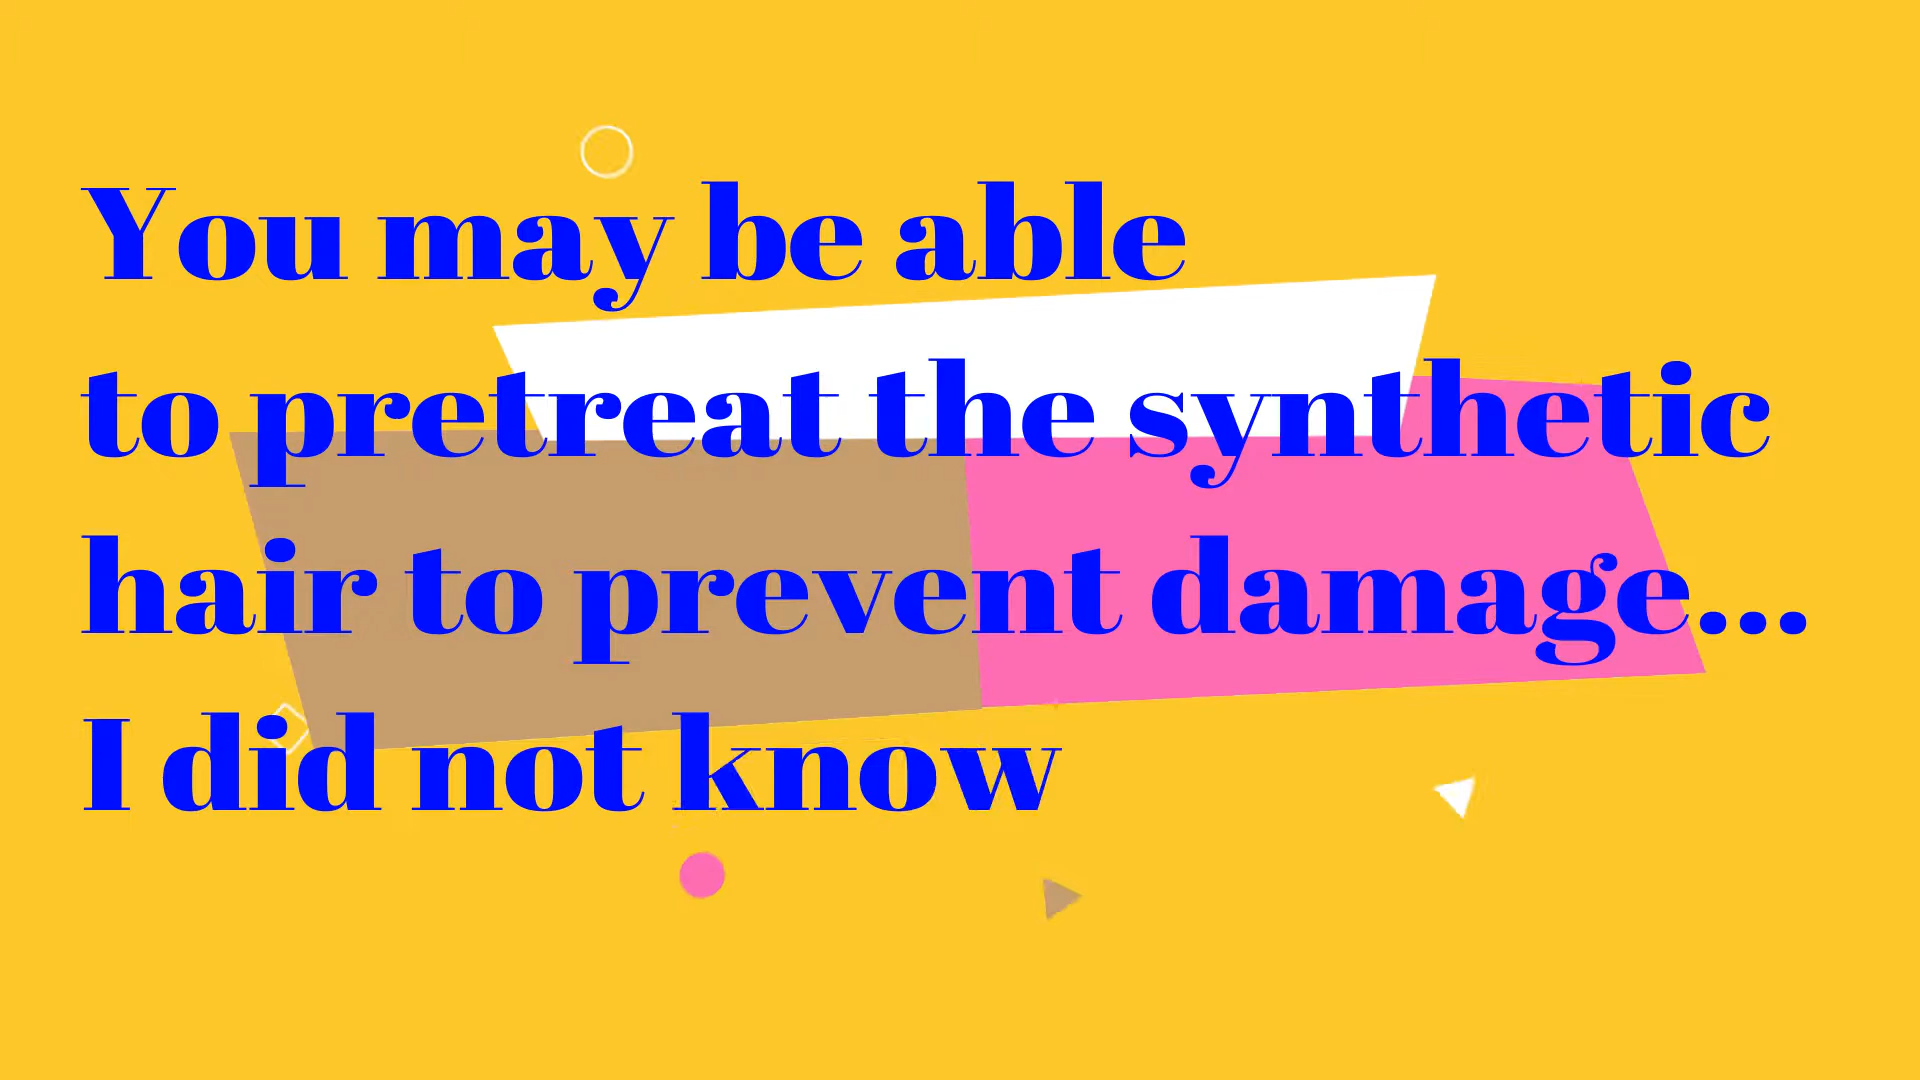 You may be able
to pretreat the synthetic
hair to prevent damage...
I did not know